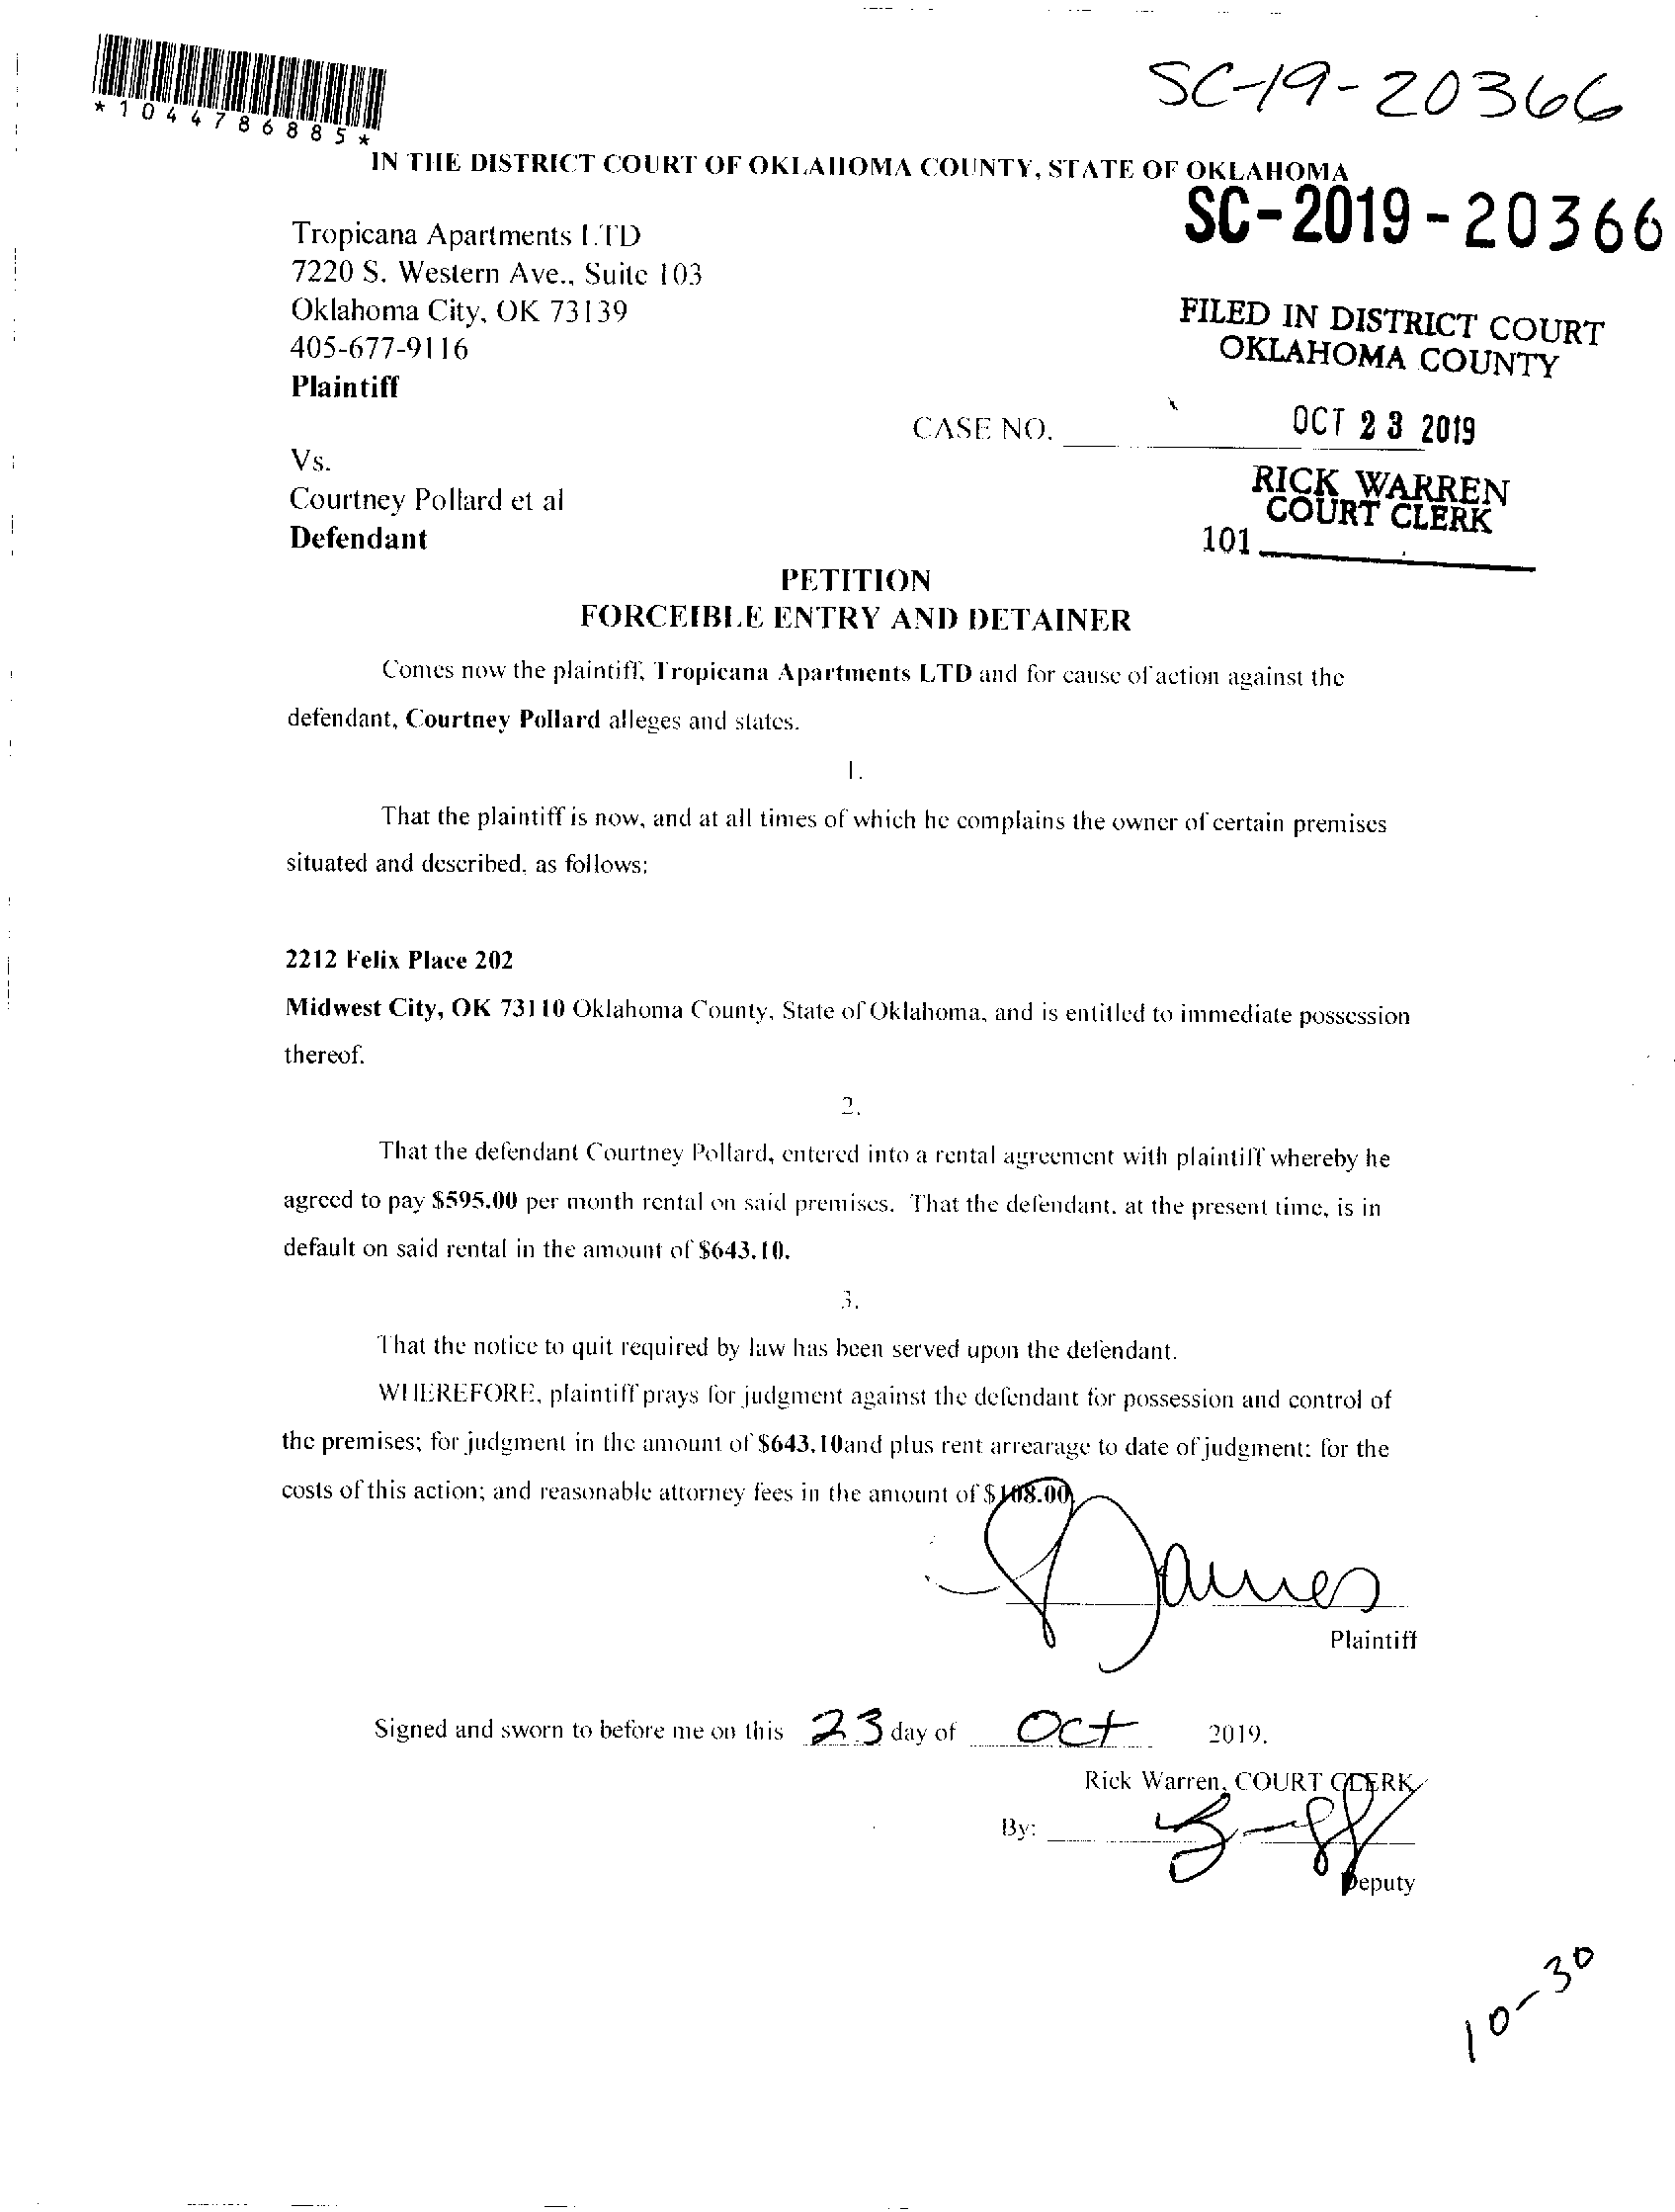 SC-19-20366
*1044786885*
IN THE DISTRICT COURT OF OKLAHOMA COUNTY, STATE OF OKLAHOMA
SC-2019-20366
Tropicana Apartments LTD
7220 S. Western Ave., Suite 103
Oklahoma City, OK 73139
405-677-9116
Plaintiff
FILED IN DISTRICT COURT
OKLAHOMA COUNTY
CASE NO.
OCT 23 2019
Vs.
Courtney Pollard et al
Defendant
RICK WARREN
COURT CLERK
101
PETITION
FORCEIBLE ENTRY AND DETAINER
Comes now the plaintiff, Tropicana Apartments LTD and for cause of action against the
defendant, Courtney Pollard alleges and states.
1.
That the plaintiff is now, and at all times of which he complains the owner of certain premises
situated and described, as follows:
2212 Felix Place 202
Midwest City, OK 73110 Oklahoma County, State of Oklahoma, and is entitled to immediate possession
thereof.
2.
That the defendant Courtney Pollard, entered into a rental agreement with plaintiff whereby he
agreed to pay $595.00 per month rental on said premises. That the defendant, at the present time, is in
default on said rental in the amount of $643.10.
3.
That the notice to quit required by law has been served upon the defendant.
WHEREFORE, plaintiff prays for judgment against the defendant for possession and control of
the premises; for judgment in the amount of $643.10and plus rent arrearage to date of judgment: for the
costs of this action; and reasonable attorney fees in the amount of $108.00
Plaintiff
Signed and sworn to before me on this 23 day of Oct 2019.
Rick Warren, COURT CLERK
By:
Deputy
10-30